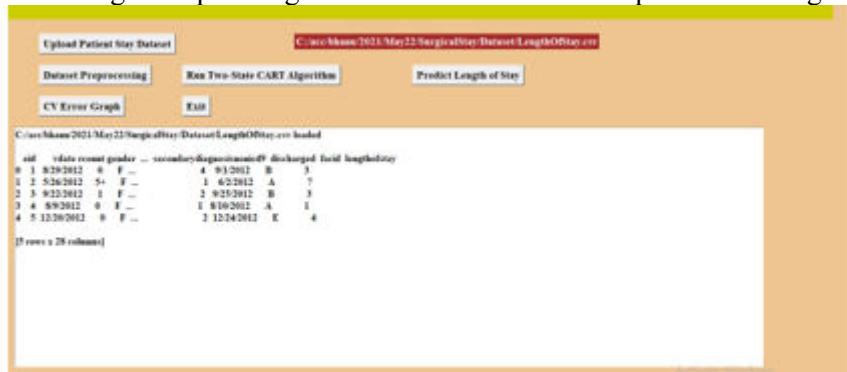 Upload Patient Stay Dataset
C:/acc/bhanu/2021/May22/SurgicalStay/Dataset/LengthOfStay.csv
Dataset Preprocessing Run Two-State CART Algorithm Predict Length of Stay
CV Error Graph Exit
C:/acc/bhanu/2021/May22/SurgicalStay/Dataset/LengthOfStay.csv loaded
eid vdate rcount gender ... secondarydiagnosisnonicd9 discharged facid lengthofstay
0 1 8/29/2012 0 F ... 4 9/1/2012 B 3
1 2 5/26/2012 5+ F ... 1 6/2/2012 A 7
2 3 9/22/2012 1 F ... 2 9/25/2012 B 3
3 4 8/9/2012 0 F ... 1 8/10/2012 A 1
4 5 12/20/2012 0 F ... 2 12/24/2012 E 4
[5 rows x 28 columns]